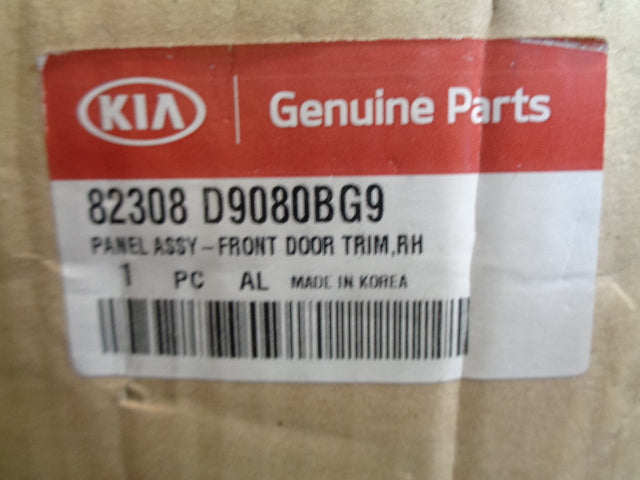 KIA Genuine Parts
82308 D9080BG9
PANEL ASSY-FRONT DOOR TRIM,RH
1 PC AL MADE IN KOREA